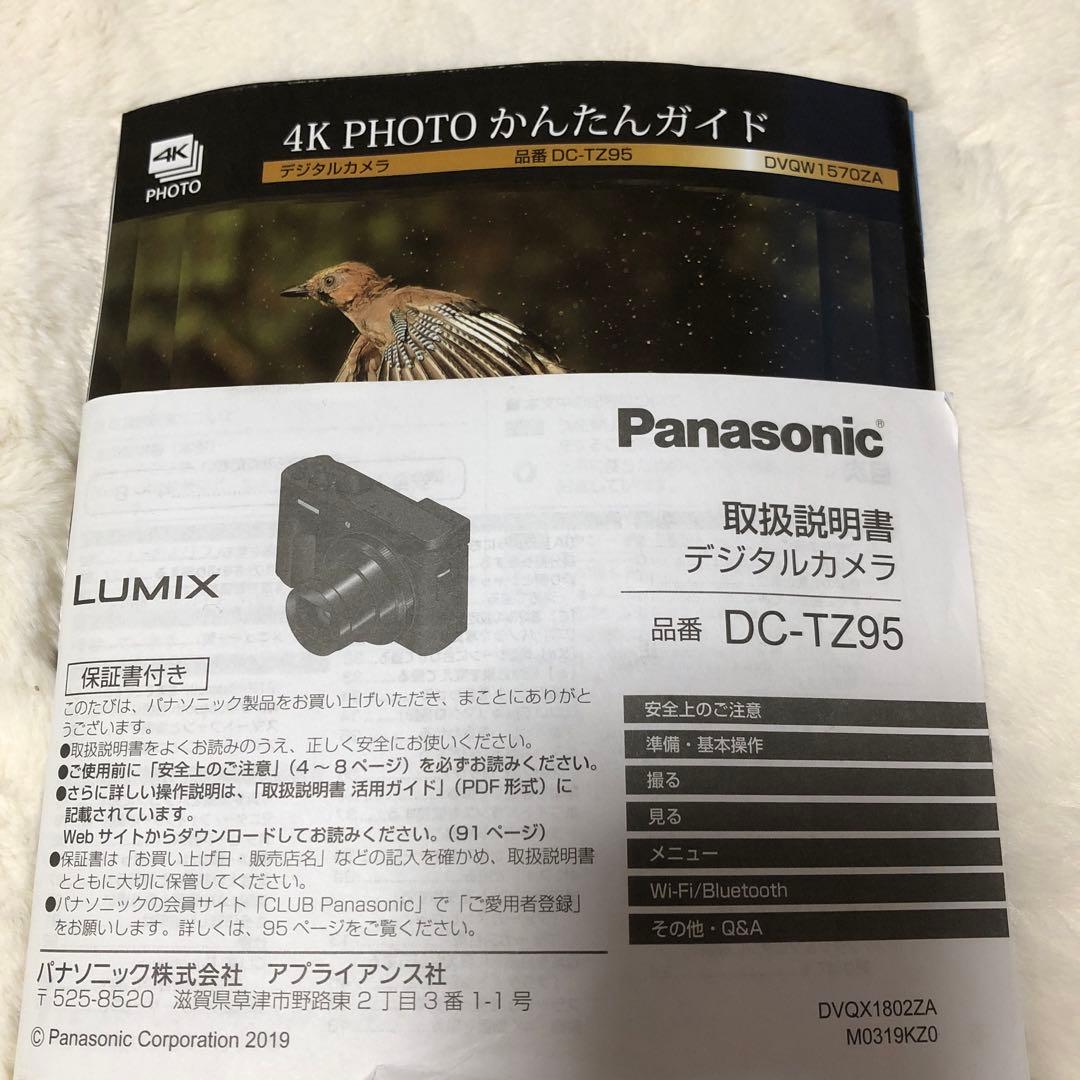 4K
PHOTO
4K PHOTO かんたんガイド
デジタルカメラ 品番 DC-TZ95 DVQW1570ZA
Panasonic®
取扱説明書
デジタルカメラ
品番 DC-TZ95
LUMIX
保証書付き
このたびは、パナソニック製品をお買い上げいただき、まことにありがと
うございます。
●取扱説明書をよくお読みのうえ、正しく安全にお使いください。
●ご使用前に「安全上のご注意」（4～8ページ）を必ずお読みください。
●さらに詳しい操作説明は、「取扱説明書 活用ガイド」（PDF形式）に
記載されています。
Webサイトからダウンロードしてお読みください。（91ページ）
●保証書は「お買い上げ日・販売店名」などの記入を確かめ、取扱説明書
とともに大切に保管してください。
●パナソニックの会員サイト「CLUB Panasonic」で「ご愛用者登録」
をお願いします。詳しくは、95ページをご覧ください。
安全上のご注意
準備・基本操作
撮る
見る
メニュー
Wi-Fi/Bluetooth
その他・Q&A
パナソニック株式会社 アプライアンス社
〒525-8520 滋賀県草津市野路東2丁目3番1-1号
© Panasonic Corporation 2019
DVQX1802ZA
M0319KZ0